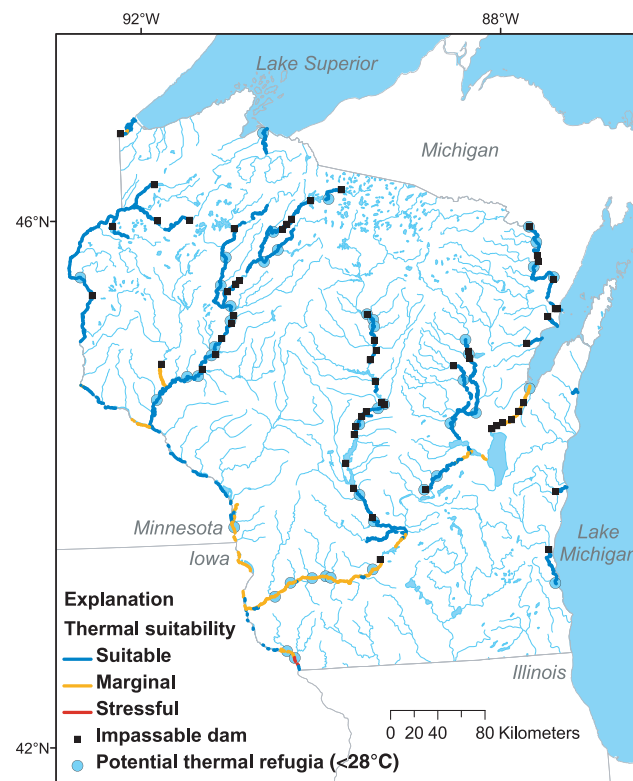 92°W 88°W
Lake Superior
Michigan
46°N
Minnesota
Iowa
Lake
Michigan
Explanation
Thermal suitability
Suitable
Marginal
Stressful
Illinois
Impassable dam
0 20 40 80 Kilometers
42°N
Potential thermal refugia (<28°C)